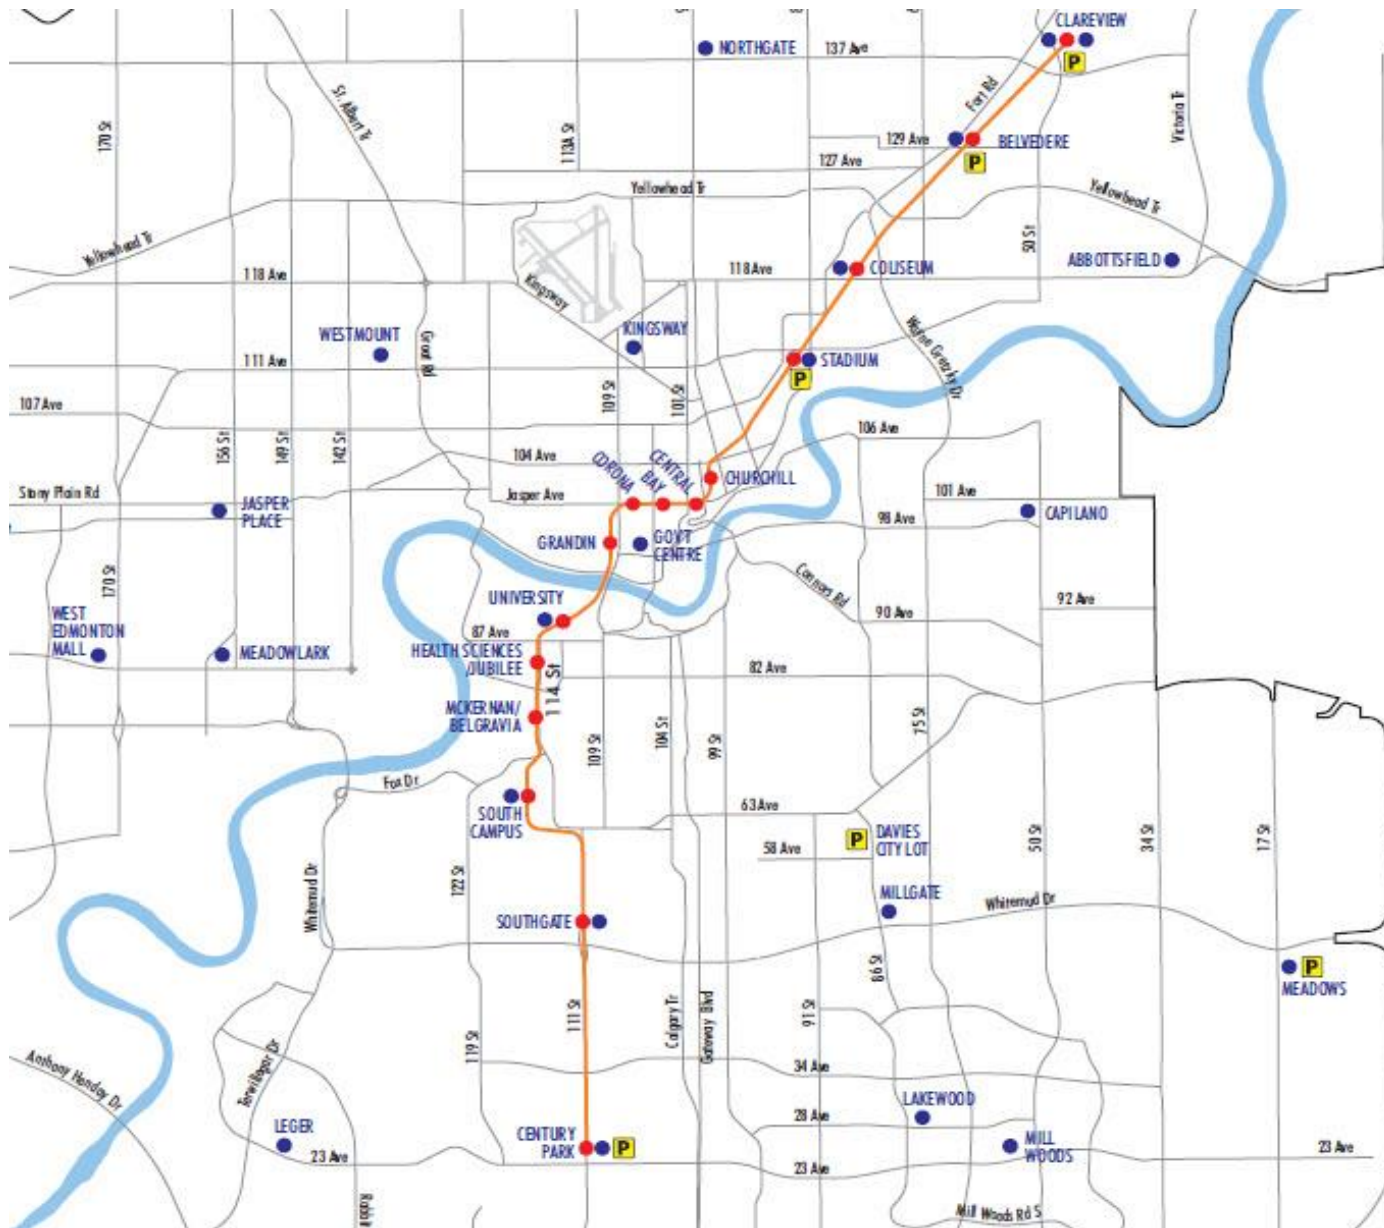 CLAREVIEW
NORTHGATE
137 Ave
P
Fort Rd
St. Albert Tr
170 St
113A St
Victoria Tr
129 Ave
BELVEDERE
127 Ave
P
Yellowhead Tr
Yellowhead Tr
Yellowhead Tr
50 St
118 Ave
118 Ave
COLISEUM
ABBOTTSFIELD
Kingsway
KINGSWAY
WESTMOUNT
Groat Rd
Wayne Gretzky Dr
111 Ave
STADIUM
P
107 Ave
109 St
101 St
156 St
149 St
142 St
106 Ave
104 Ave
CORONA
BAY
CENTRAL
CHURCHILL
Stony Plain Rd
Jasper Ave
101 Ave
JASPER
PLACE
98 Ave
CAPILANO
GRANDIN
GOV'T
CENTRE
170 St
Connors Rd
UNIVERSITY
92 Ave
90 Ave
WEST
EDMONTON
MALL
87 Ave
MEADOWLARK
HEALTH SCIENCES
/JUBILEE
82 Ave
114 St
MCKERNAN/
BELGRAVIA
109 St
104 St
99 St
75 St
Fox Dr
SOUTH
CAMPUS
63 Ave
P
DAVIES
CITY LOT
58 Ave
50 St
34 St
17 St
Whitemud Dr
122 St
MILLGATE
Whitemud Dr
SOUTHGATE
86 St
P
MEADOWS
111 St
Calgary Tr
Gateway Blvd
91 St
119 St
Terwillegar Dr
Anthony Henday Dr
34 Ave
LAKEWOOD
28 Ave
LEGER
CENTURY
PARK
P
MILL
WOODS
23 Ave
23 Ave
23 Ave
Mill Woods Rd S